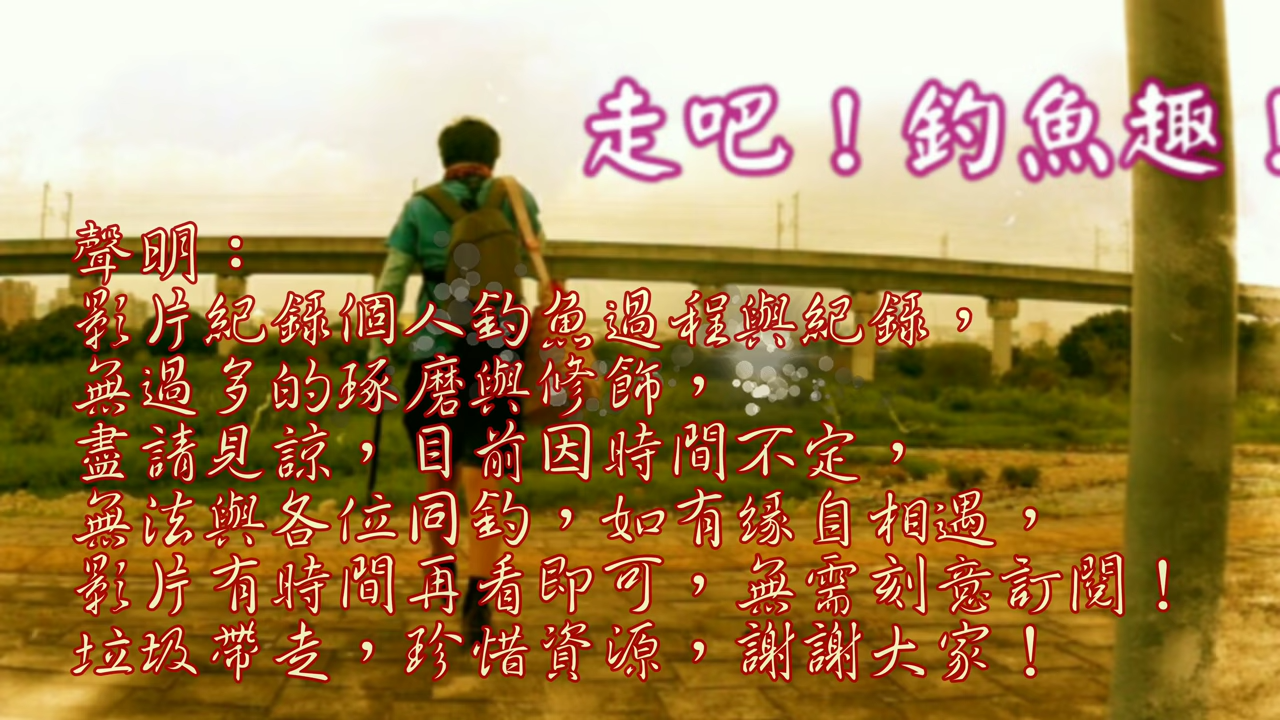 走吧！釣魚趣！
聲明：
影片紀錄個人釣魚過程與紀錄，
無過多的琢磨與修飾，
盡請見諒，目前因時間不定，
無法與各位同釣，如有緣自相遇，
影片有時間再看即可，無需刻意訂閱！
垃圾帶走，珍惜資源，謝謝大家！